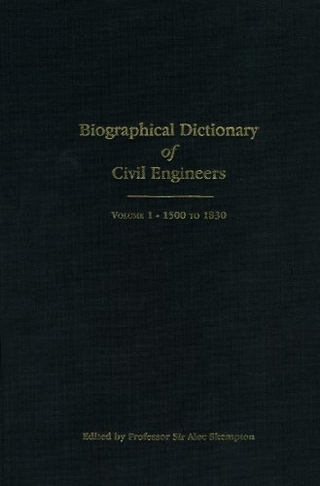 Biographical Dictionary
of
Civil Engineers
VOLUME 1 - 1500 TO 1830
Edited by Professor Sir Alec Skempton